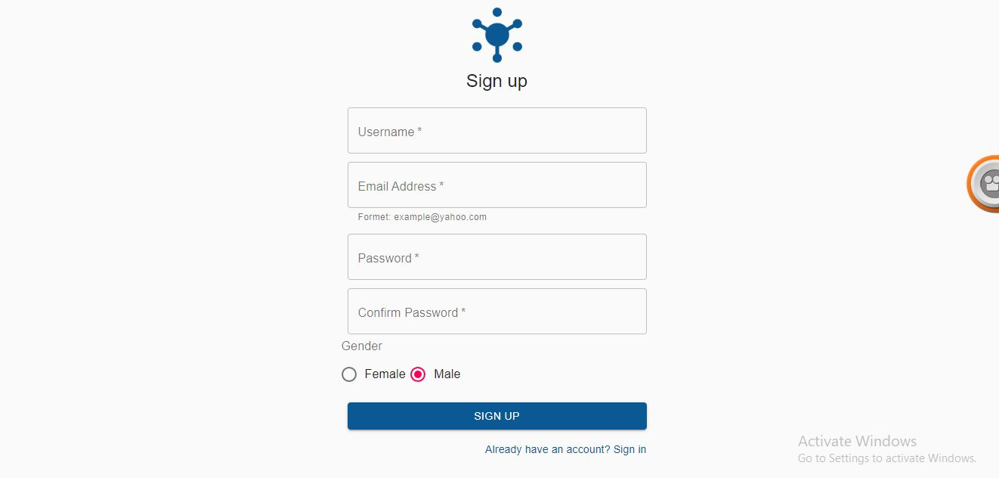 Sign up
Username *
Email Address *
Formet: example@yahoo.com
Password *
Confirm Password *
Gender
Female Male
SIGN UP
Already have an account? Sign in
Activate Windows
Go to Settings to activate Windows.